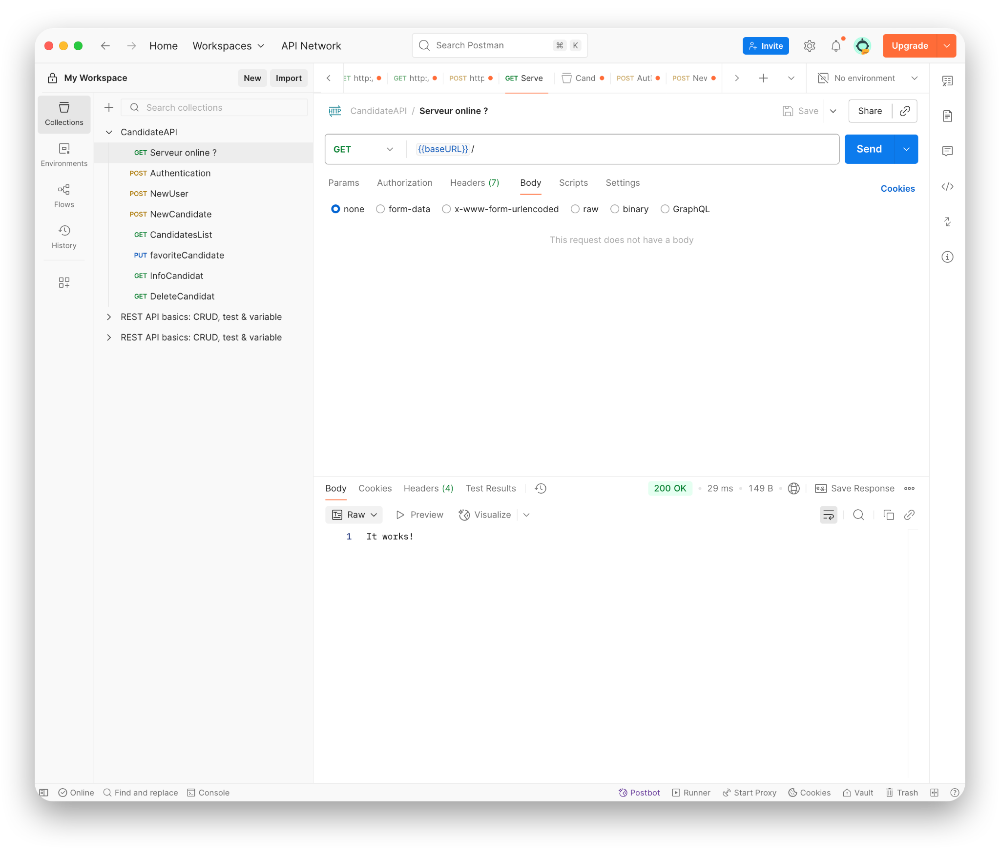 Home Workspaces API Network Search Postman ⌘ K Invite Upgrade
My Workspace New Import
ET http:/ GET http:/ POST http GET Serve Cand POST Auth POST New No environment
Collections
Environments
Flows
History
Search collections
CandidateAPI
GET Serveur online ?
POST Authentication
POST NewUser
POST NewCandidate
GET CandidatesList
PUT favoriteCandidate
GET InfoCandidat
GET DeleteCandidat
REST API basics: CRUD, test & variable
REST API basics: CRUD, test & variable
HTTP CandidateAPI / Serveur online ? Save Share
GET {{baseURL}} / Send
Params Authorization Headers (7) Body Scripts Settings Cookies
none form-data x-www-form-urlencoded raw binary GraphQL
This request does not have a body
Body Cookies Headers (4) Test Results 200 OK • 29 ms • 149 B • e.g. Save Response
Raw Preview Visualize
1 It works!
Online Find and replace Console Postbot Runner Start Proxy Cookies Vault Trash